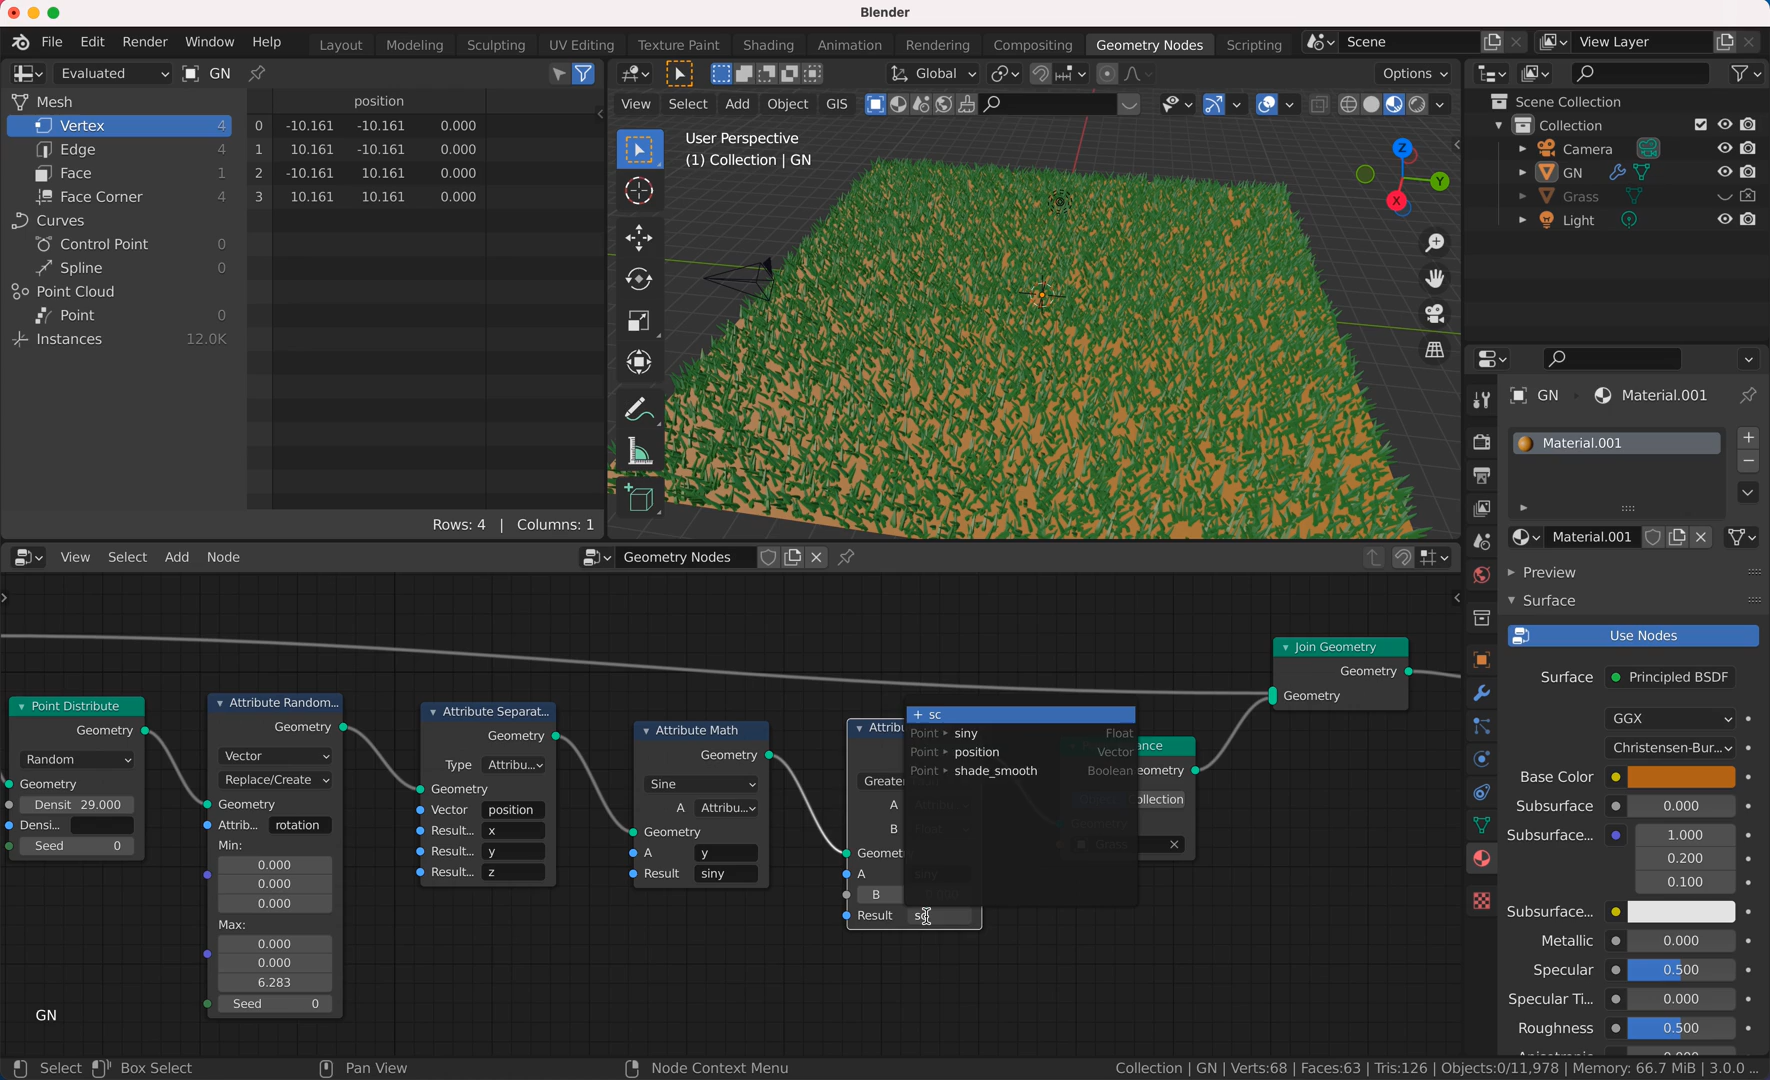 Blender
File Edit Render Window Help Layout Modeling Sculpting UV Editing Texture Paint Shading Animation Rendering Compositing Geometry Nodes Scripting Scene View Layer
Evaluated GN
Mesh
Vertex 4
Edge 4
Face 1
Face Corner 4
Curves
Control Point 0
Spline 0
Point Cloud
Point 0
Instances 12.0K
position
0 -10.161 -10.161 0.000
1 10.161 -10.161 0.000
2 -10.161 10.161 0.000
3 10.161 10.161 0.000
Rows: 4 | Columns: 1
Global Options
View Select Add Object GIS
User Perspective
(1) Collection | GN
Z
Y
X
Scene Collection
Collection
Camera
GN
Grass
Light
GN Material.001
Material.001
Material.001
Preview
Surface
Use Nodes
Surface Principled BSDF
GGX
Christensen-Bur...
Base Color
Subsurface 0.000
Subsurface... 1.000
0.200
0.100
Subsurface...
Metallic 0.000
Specular 0.500
Specular Ti... 0.000
Roughness 0.500
View Select Add Node Geometry Nodes
Point Distribute
Geometry
Random
Geometry
Densit 29.000
Densi...
Seed 0
Attribute Random...
Geometry
Vector
Replace/Create
Geometry
Attrib... rotation
Min:
0.000
0.000
0.000
Max:
0.000
0.000
6.283
Seed 0
Attribute Separat...
Geometry
Type Attribu...
Geometry
Vector position
Result... x
Result... y
Result... z
Attribute Math
Geometry
Sine
A Attribu...
Geometry
A y
Result siny
Attribu
Greate
A
B
Geomet
A siny
B
Result sc
+ sc
Point siny Float
Point position Vector
Point shade_smooth Boolean
ance
eometry
ollection
Grass
Join Geometry
Geometry
Geometry
GN
Select Box Select Pan View Node Context Menu Collection | GN | Verts:68 | Faces:63 | Tris:126 | Objects:0/11,978 | Memory: 66.7 MiB | 3.0.0 ...